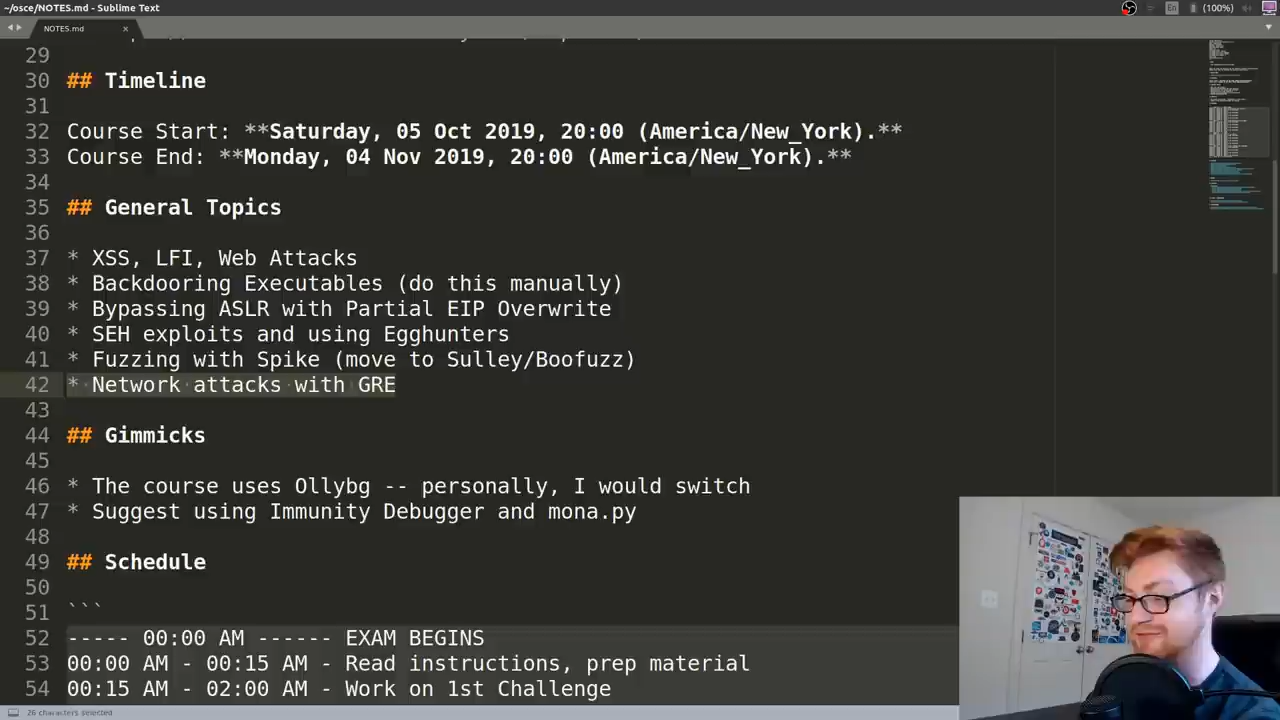 ~/osce/NOTES.md - Sublime Text
En
(100%)
NOTES.md
29
30 ## Timeline
31
32 Course Start: **Saturday, 05 Oct 2019, 20:00 (America/New_York).**
33 Course End: **Monday, 04 Nov 2019, 20:00 (America/New_York).**
34
35 ## General Topics
36
37 * XSS, LFI, Web Attacks
38 * Backdooring Executables (do this manually)
39 * Bypassing ASLR with Partial EIP Overwrite
40 * SEH exploits and using Egghunters
41 * Fuzzing with Spike (move to Sulley/Boofuzz)
42 * Network attacks with GRE
43
44 ## Gimmicks
45
46 * The course uses Ollybg -- personally, I would switch
47 * Suggest using Immunity Debugger and mona.py
48
49 ## Schedule
50
51 ```
52 ----- 00:00 AM ------ EXAM BEGINS
53 00:00 AM - 00:15 AM - Read instructions, prep material
54 00:15 AM - 02:00 AM - Work on 1st Challenge
26 characters selected